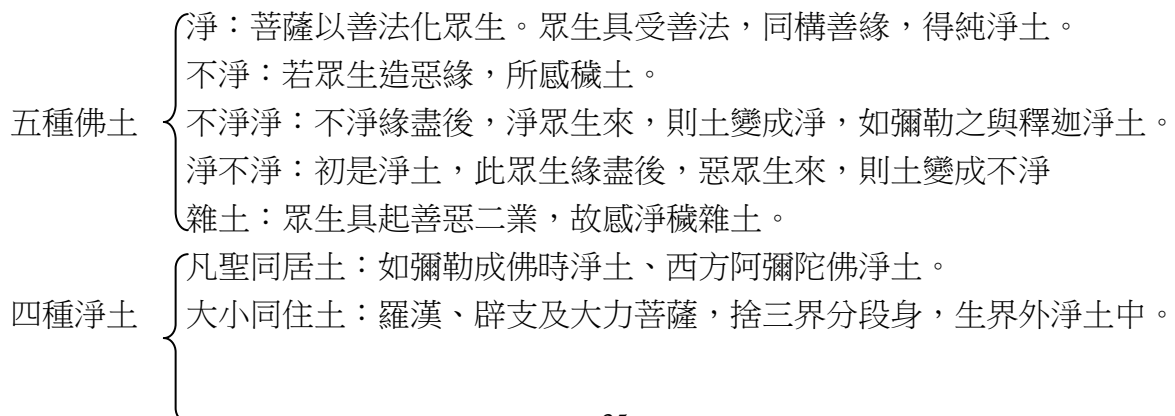 淨：菩薩以善法化眾生。眾生具受善法，同構善緣，得純淨土。
不淨：若眾生造惡緣，所感穢土。
五種佛土 不淨淨：不淨緣盡後，淨眾生來，則土變成淨，如彌勒之與釋迦淨土。
淨不淨：初是淨土，此眾生緣盡後，惡眾生來，則土變成不淨
雜土：眾生具起善惡二業，故感淨穢雜土。
凡聖同居土：如彌勒成佛時淨土、西方阿彌陀佛淨土。
四種淨土 大小同住土：羅漢、辟支及大力菩薩，捨三界分段身，生界外淨土中。